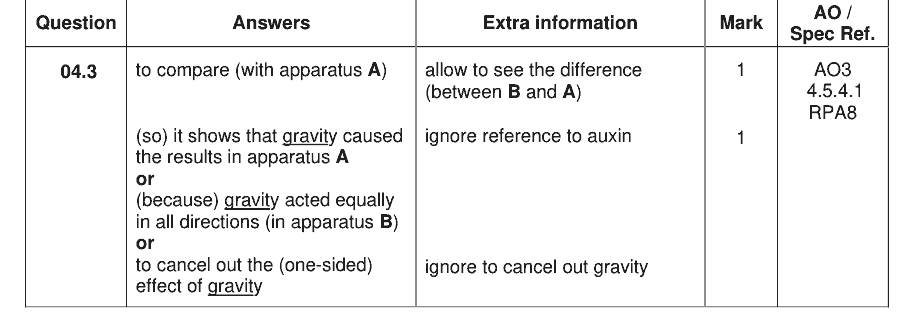 Question Answers Extra information Mark AO / Spec Ref.
04.3 to compare (with apparatus A) allow to see the difference 1 AO3
(between B and A) 4.5.4.1
RPA8
(so) it shows that gravity caused ignore reference to auxin 1
the results in apparatus A
or
(because) gravity acted equally
in all directions (in apparatus B)
or
to cancel out the (one-sided) ignore to cancel out gravity
effect of gravity